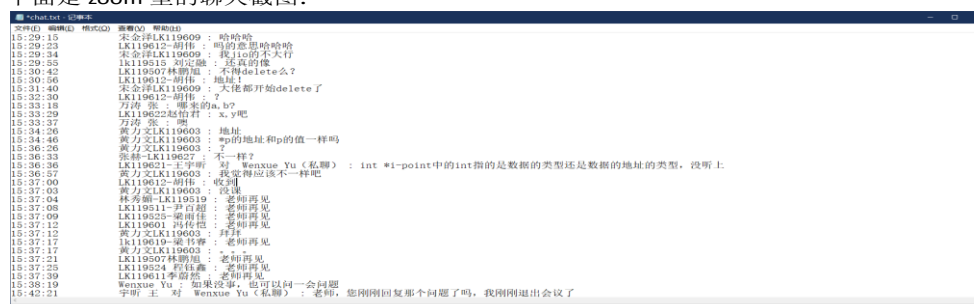 下面是 zoom 里的聊天截图:
*chat.txt - 记事本
文件(F) 编辑(E) 格式(O) 查看(V) 帮助(H)
15:29:15 宋金泽LK119609 : 哈哈哈
15:29:23 LK119612-胡伟 : 吗的意思哈哈哈
15:29:34 宋金泽LK119609 : 我jio的不大行
15:29:55 lk119515 刘定融 : 还真的像
15:30:42 LK119507林鹏旭 : 不得delete么?
15:30:56 LK119612-胡伟 : 地址!
15:31:40 宋金泽LK119609 : 大佬都开始delete了
15:32:30 LK119612-胡伟 : ?
15:33:18 万涛 张 : 哪来的a,b?
15:33:29 LK119622赵怡君 : x,y吧
15:33:37 万涛 张 : 噢
15:34:26 黄力文LK119603 : 地址
15:34:46 黄力文LK119603 : *p的地址和p的值一样吗
15:36:26 黄力文LK119603 : ?
15:36:33 张赫-LK119627 : 不一样?
15:36:36 LK119621-王宇昕 对 Wenxue Yu(私聊) : int *i-point中的int指的是数据的类型还是数据的地址的类型，没听上
15:36:57 黄力文LK119603 : 我觉得应该不一样吧
15:37:00 LK119612-胡伟 : 收到
15:37:03 黄力文LK119603 : 没课
15:37:04 林秀媚-LK119519 : 老师再见
15:37:08 LK119511-尹百超 : 老师再见
15:37:09 LK119525-梁雨佳 : 老师再见
15:37:12 LK119601 冯传恺 : 老师再见
15:37:12 黄力文LK119603 : 拜拜
15:37:17 lk119619-梁书睿 : 老师再见
15:37:17 黄力文LK119603 : 。。。
15:37:21 LK119507林鹏旭 : 老师再见
15:37:25 LK119524 程钰鑫 : 老师再见
15:37:39 LK119611李蔚然 : 老师再见
15:38:19 Wenxue Yu : 如果没事，也可以问一会问题
15:42:21 宇昕 王 对 Wenxue Yu(私聊) : 老师，您刚刚回复那个问题了吗，我刚刚退出会议了